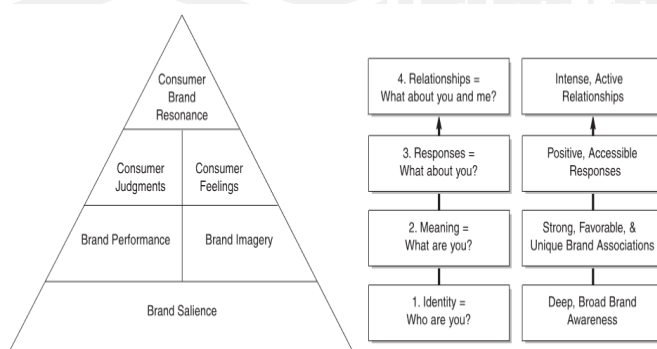 Consumer
Brand
Resonance
Consumer
Judgments
Consumer
Feelings
Brand Performance
Brand Imagery
Brand Salience
4. Relationships =
What about you and me?
3. Responses =
What about you?
2. Meaning =
What are you?
1. Identity =
Who are you?
Intense, Active
Relationships
Positive, Accessible
Responses
Strong, Favorable, &
Unique Brand Associations
Deep, Broad Brand
Awareness